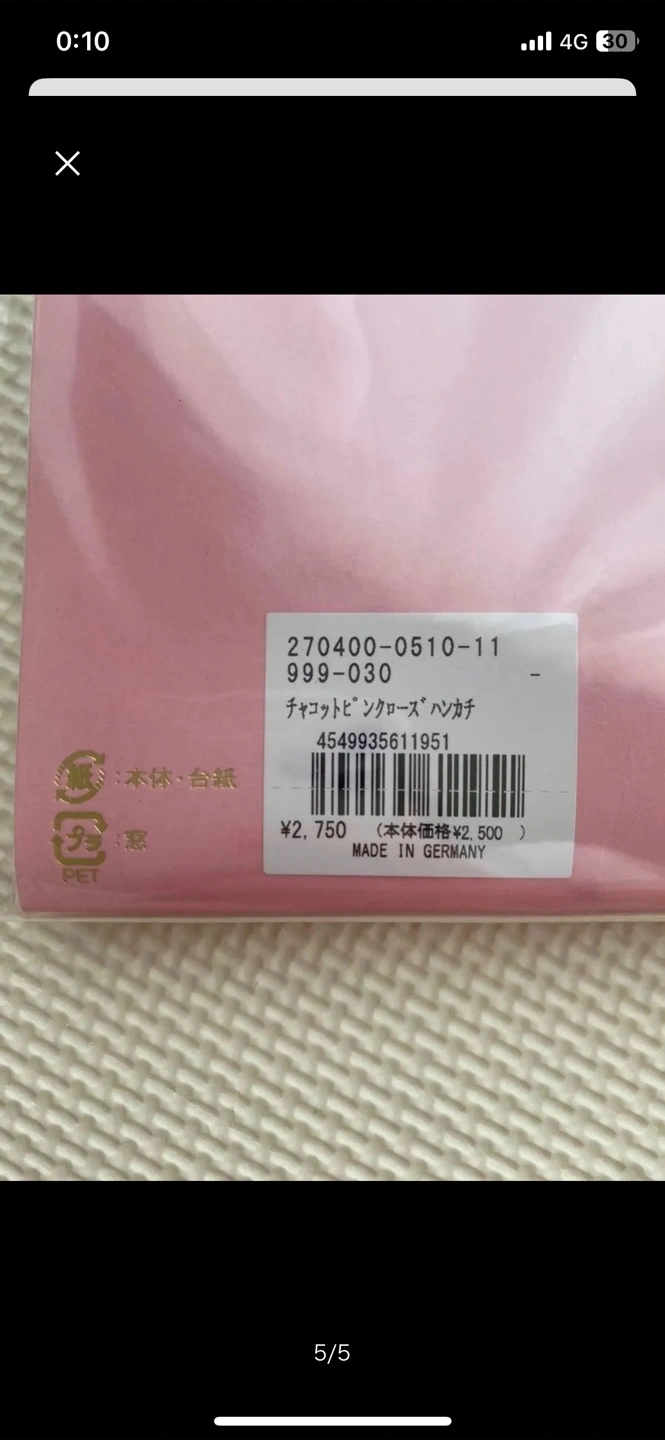 0:10
4G
30
270400-0510-11
999-030 -
チャコットピンクローズハンカチ
4549935611951
紙:本体・台紙
¥2,750 (本体価格¥2,500 )
プラ:窓
MADE IN GERMANY
PET
5/5